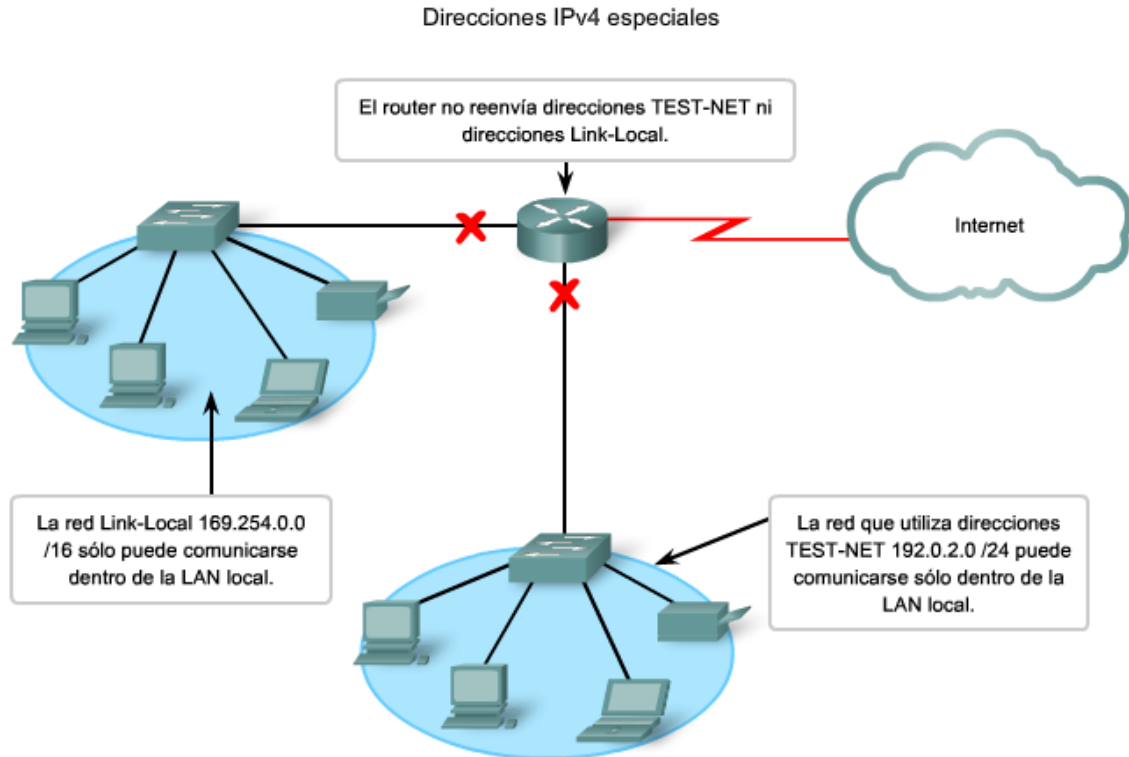 Direcciones IPv4 especiales
El router no reenvía direcciones TEST-NET ni
direcciones Link-Local.
Internet
La red Link-Local 169.254.0.0
/16 sólo puede comunicarse
dentro de la LAN local.
La red que utiliza direcciones
TEST-NET 192.0.2.0 /24 puede
comunicarse sólo dentro de la
LAN local.